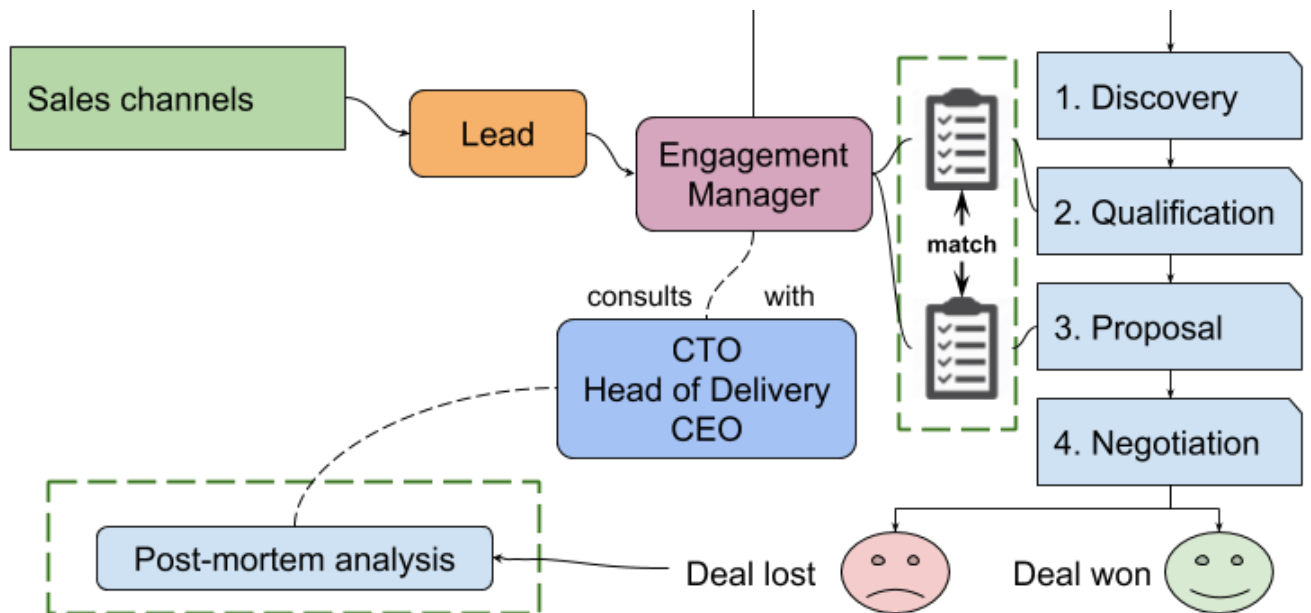 Sales channels
Lead
Engagement
Manager
consults with
CTO
Head of Delivery
CEO
match
1. Discovery
2. Qualification
3. Proposal
4. Negotiation
Post-mortem analysis
Deal lost
Deal won